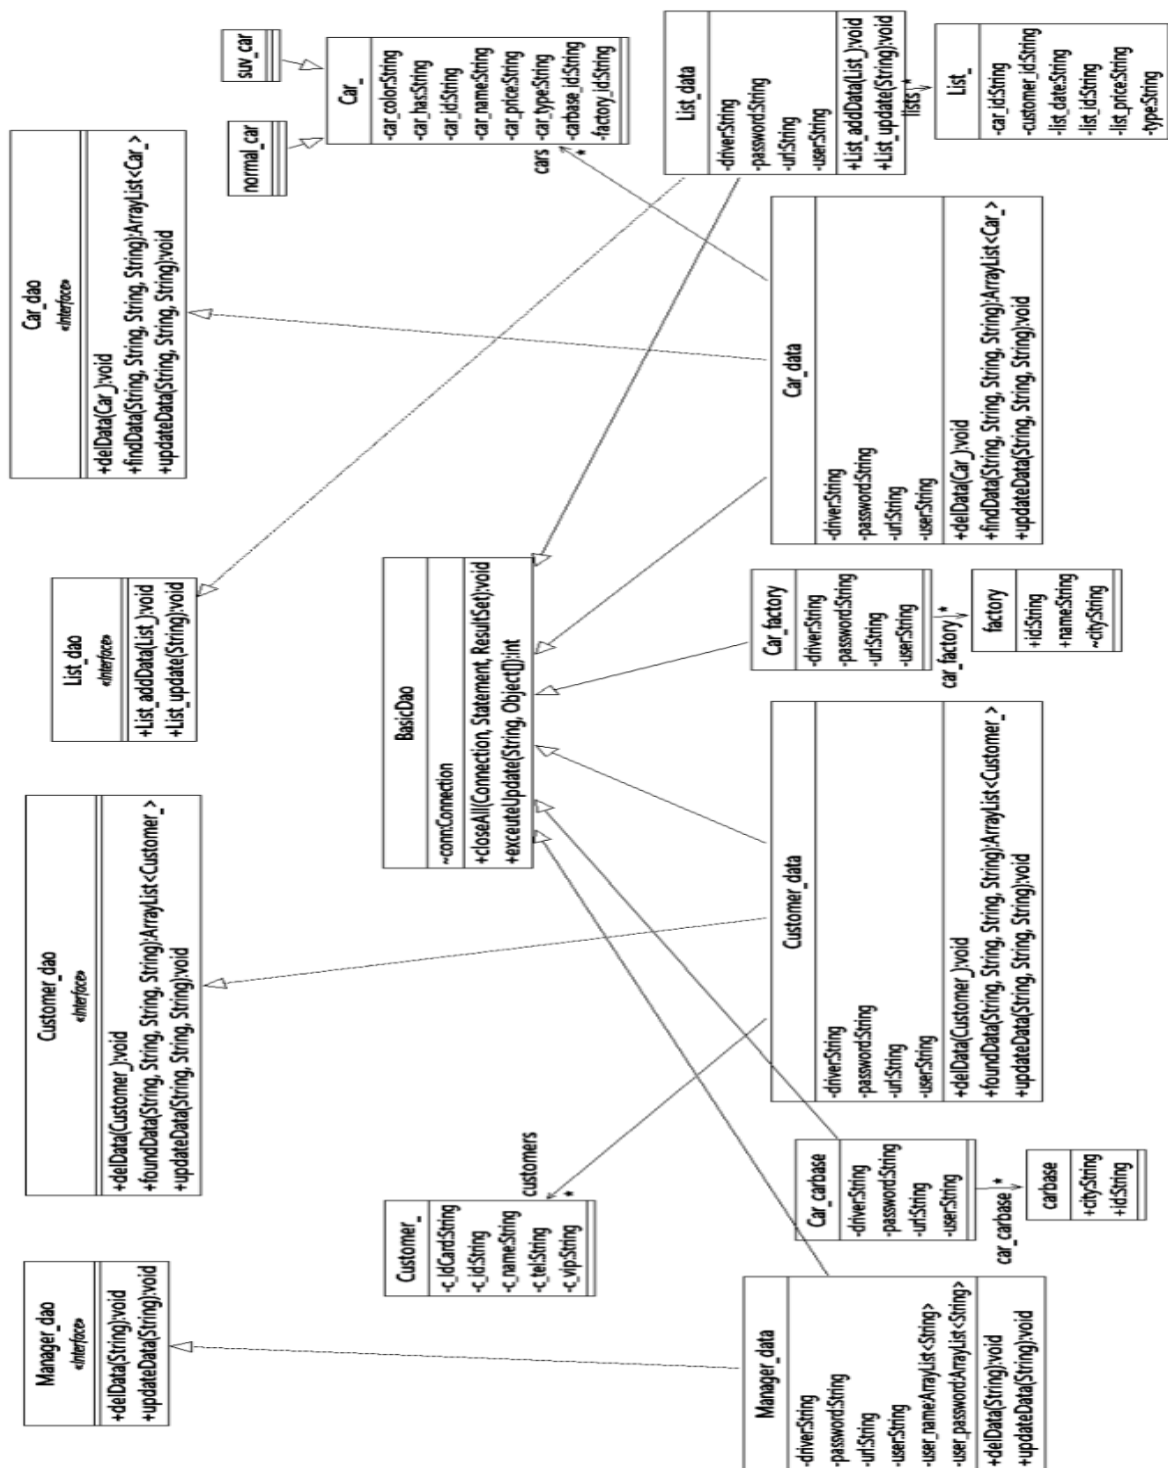 Manager_dao
«Interface»
+delData(String):void
+updateData(String):void
Customer_dao
«Interface»
+delData(Customer_):void
+foundData(String, String, String, String):ArrayList<Customer_>
+updateData(String, String, String, String):void
List_dao
«Interface»
+List_addData(List_):void
+List_update(String):void
Car_dao
«Interface»
+delData(Car_):void
+findData(String, String, String, String):ArrayList<Car_>
+updateData(String, String, String, String):void
normal_car
suv_car
Customer_
-c_IdCard:String
-c_id:String
-c_name:String
-c_tel:String
-c_vip:String
customers
*
BasicDao
~conn:Connection
+closeAll(Connection, Statement, ResultSet):void
+exceuteUpdate(String, Object[]):int
Car_
-car_color:String
-car_has:String
-car_id:String
-car_name:String
-car_price:String
-car_type:String
-carbase_id:String
-factory_id:String
cars
*
Manager_data
-driver:String
-password:String
-url:String
-user:String
-user_name:ArrayList<String>
-user_password:ArrayList<String>
+delData(String):void
+updateData(String):void
Car_carbase
-driver:String
-password:String
-url:String
-user:String
car_carbase
*
carbase
+city:String
+id:String
Customer_data
-driver:String
-password:String
-url:String
-user:String
+delData(Customer_):void
+foundData(String, String, String, String):ArrayList<Customer_>
+updateData(String, String, String, String):void
Car_factory
-driver:String
-password:String
-url:String
-user:String
car_factory
*
factory
+id:String
+name:String
~city:String
Car_data
-driver:String
-password:String
-url:String
-user:String
+delData(Car_):void
+findData(String, String, String, String):ArrayList<Car_>
+updateData(String, String, String, String):void
List_data
-driver:String
-password:String
-url:String
-user:String
+List_addData(List_):void
+List_update(String):void
lists
*
List_
-car_id:String
-customer_id:String
-list_date:String
-list_id:String
-list_price:String
-type:String